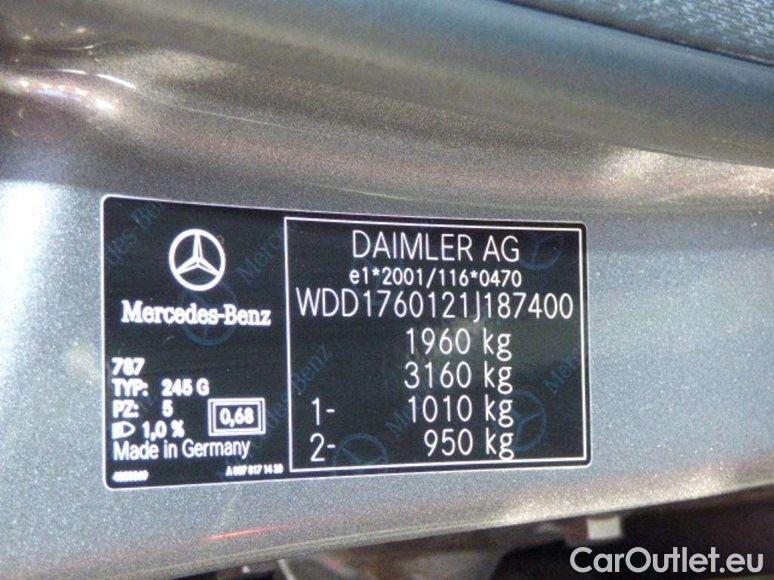 Mercedes-Benz
787
TYP: 245 G
PZ: 5
0,68
1,0 %
Made in Germany
DAIMLER AG
e1*2001/116*0470
WDD1760121J187400
1960 kg
3160 kg
1- 1010 kg
2- 950 kg
CarOutlet.eu